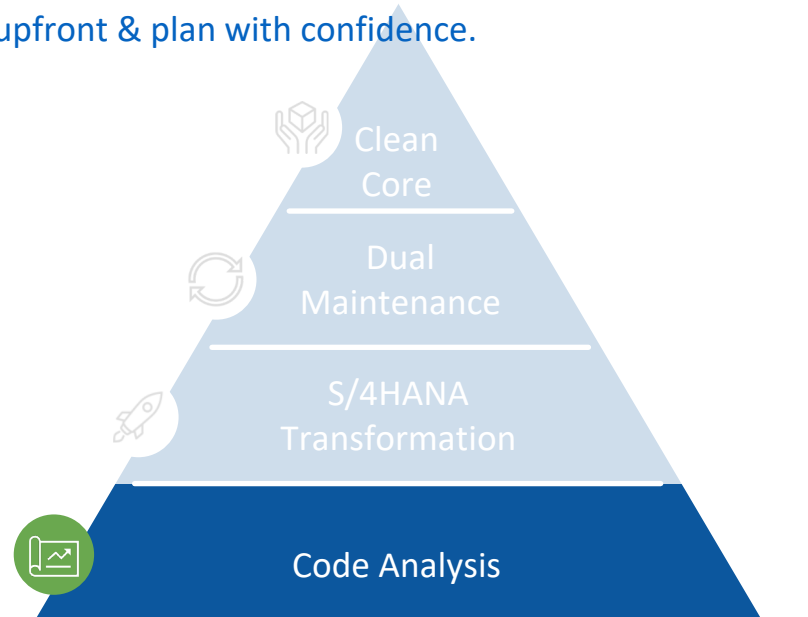 upfront & plan with confidence.
Clean
Core
Dual
Maintenance
S/4HANA
Transformation
Code Analysis